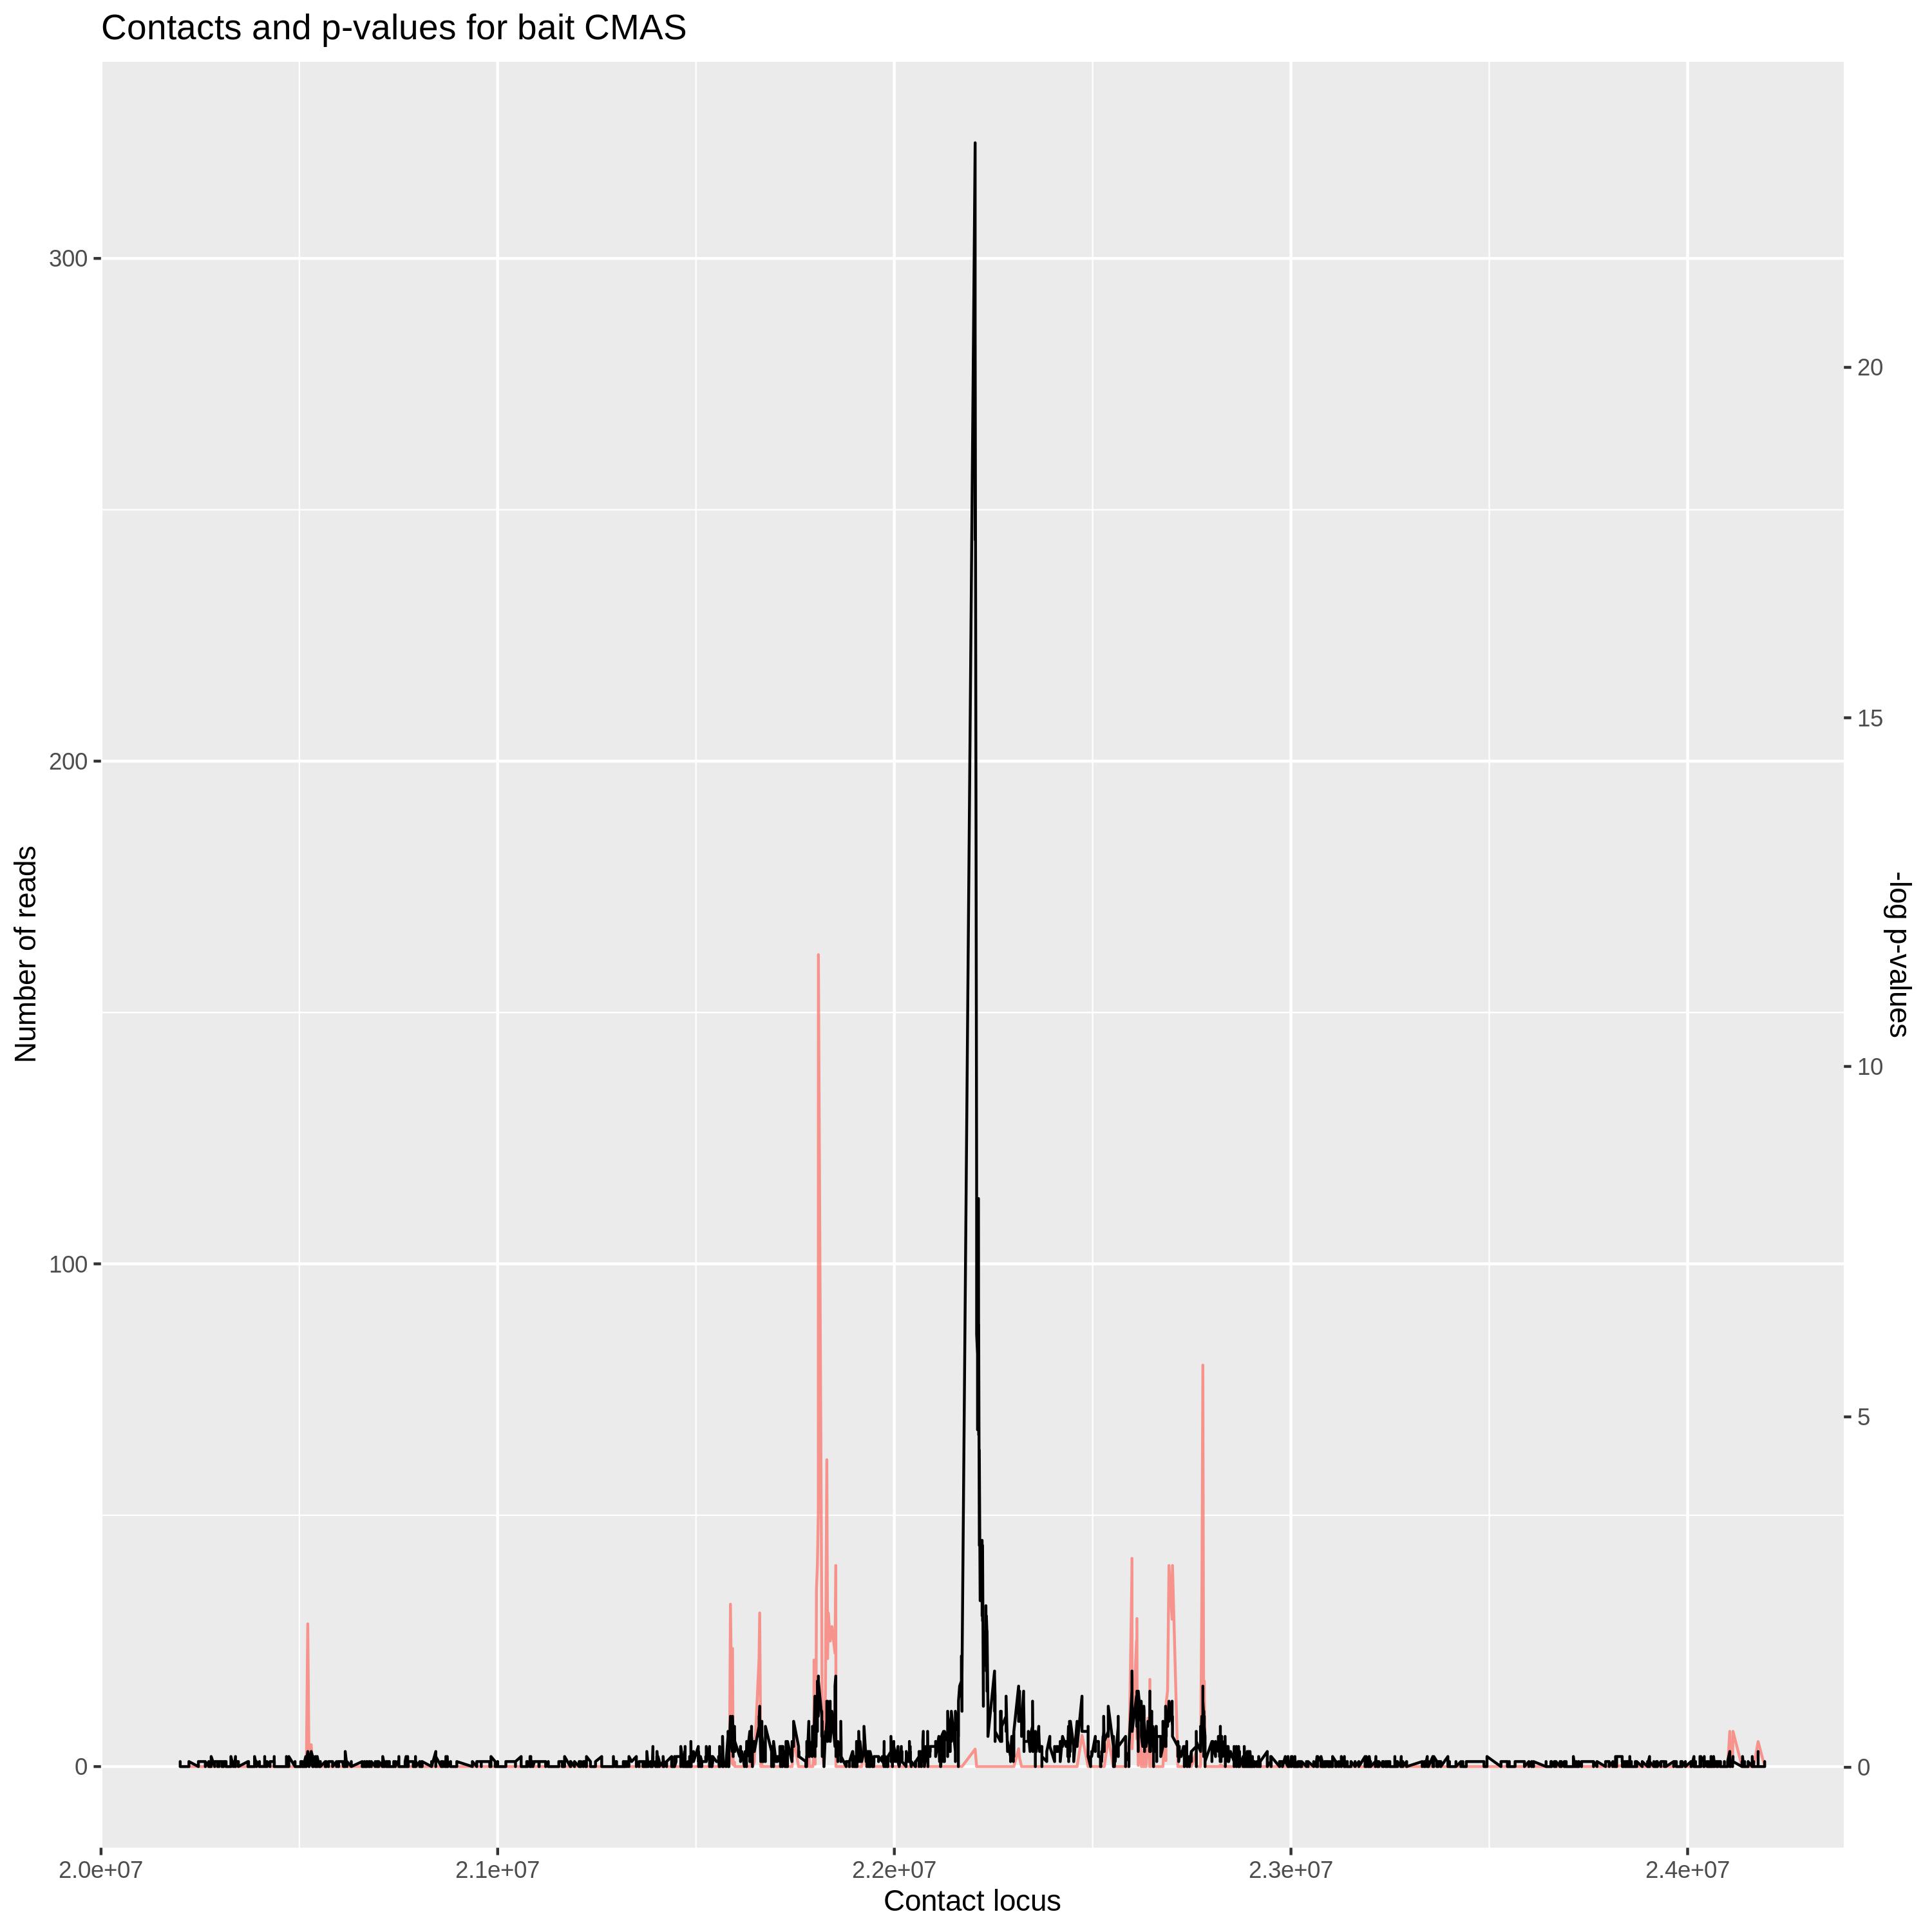 Contacts and p-values for bait CMAS
300
200
100
0
Number of reads
20
15
10
5
0
-log p-values
2.0e+07
2.1e+07
2.2e+07
2.3e+07
2.4e+07
Contact locus